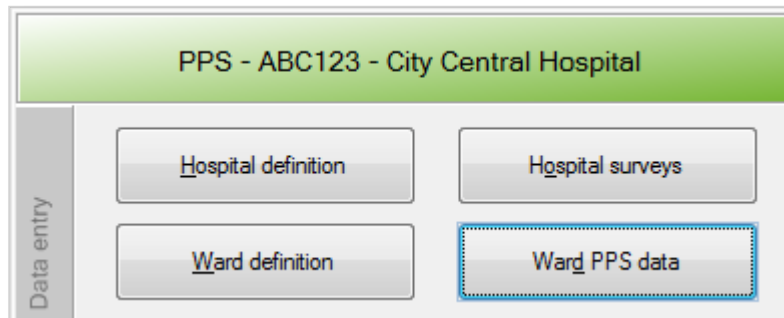 PPS - ABC123 - City Central Hospital
Data entry
Hospital definition
Hospital surveys
Ward definition
Ward PPS data